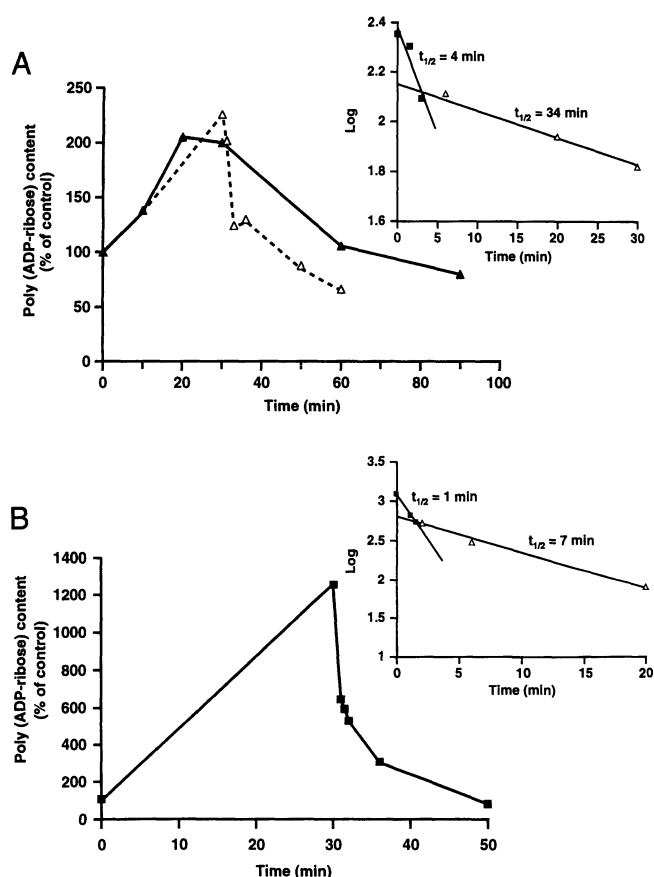 A
Poly (ADP-ribose) content
(% of control)
250
200
150
100
50
0
0 20 40 60 80 100
Time (min)
Log
2.4
2.2
2
1.8
1.6
t1/2 = 4 min
t1/2 = 34 min
0 5 10 15 20 25 30
Time (min)
B
Poly (ADP-ribose) content
(% of control)
1400
1200
1000
800
600
400
200
0
0 10 20 30 40 50
Time (min)
Log
3.5
3
2.5
2
1.5
1
t1/2 = 1 min
t1/2 = 7 min
0 5 10 15 20
Time (min)